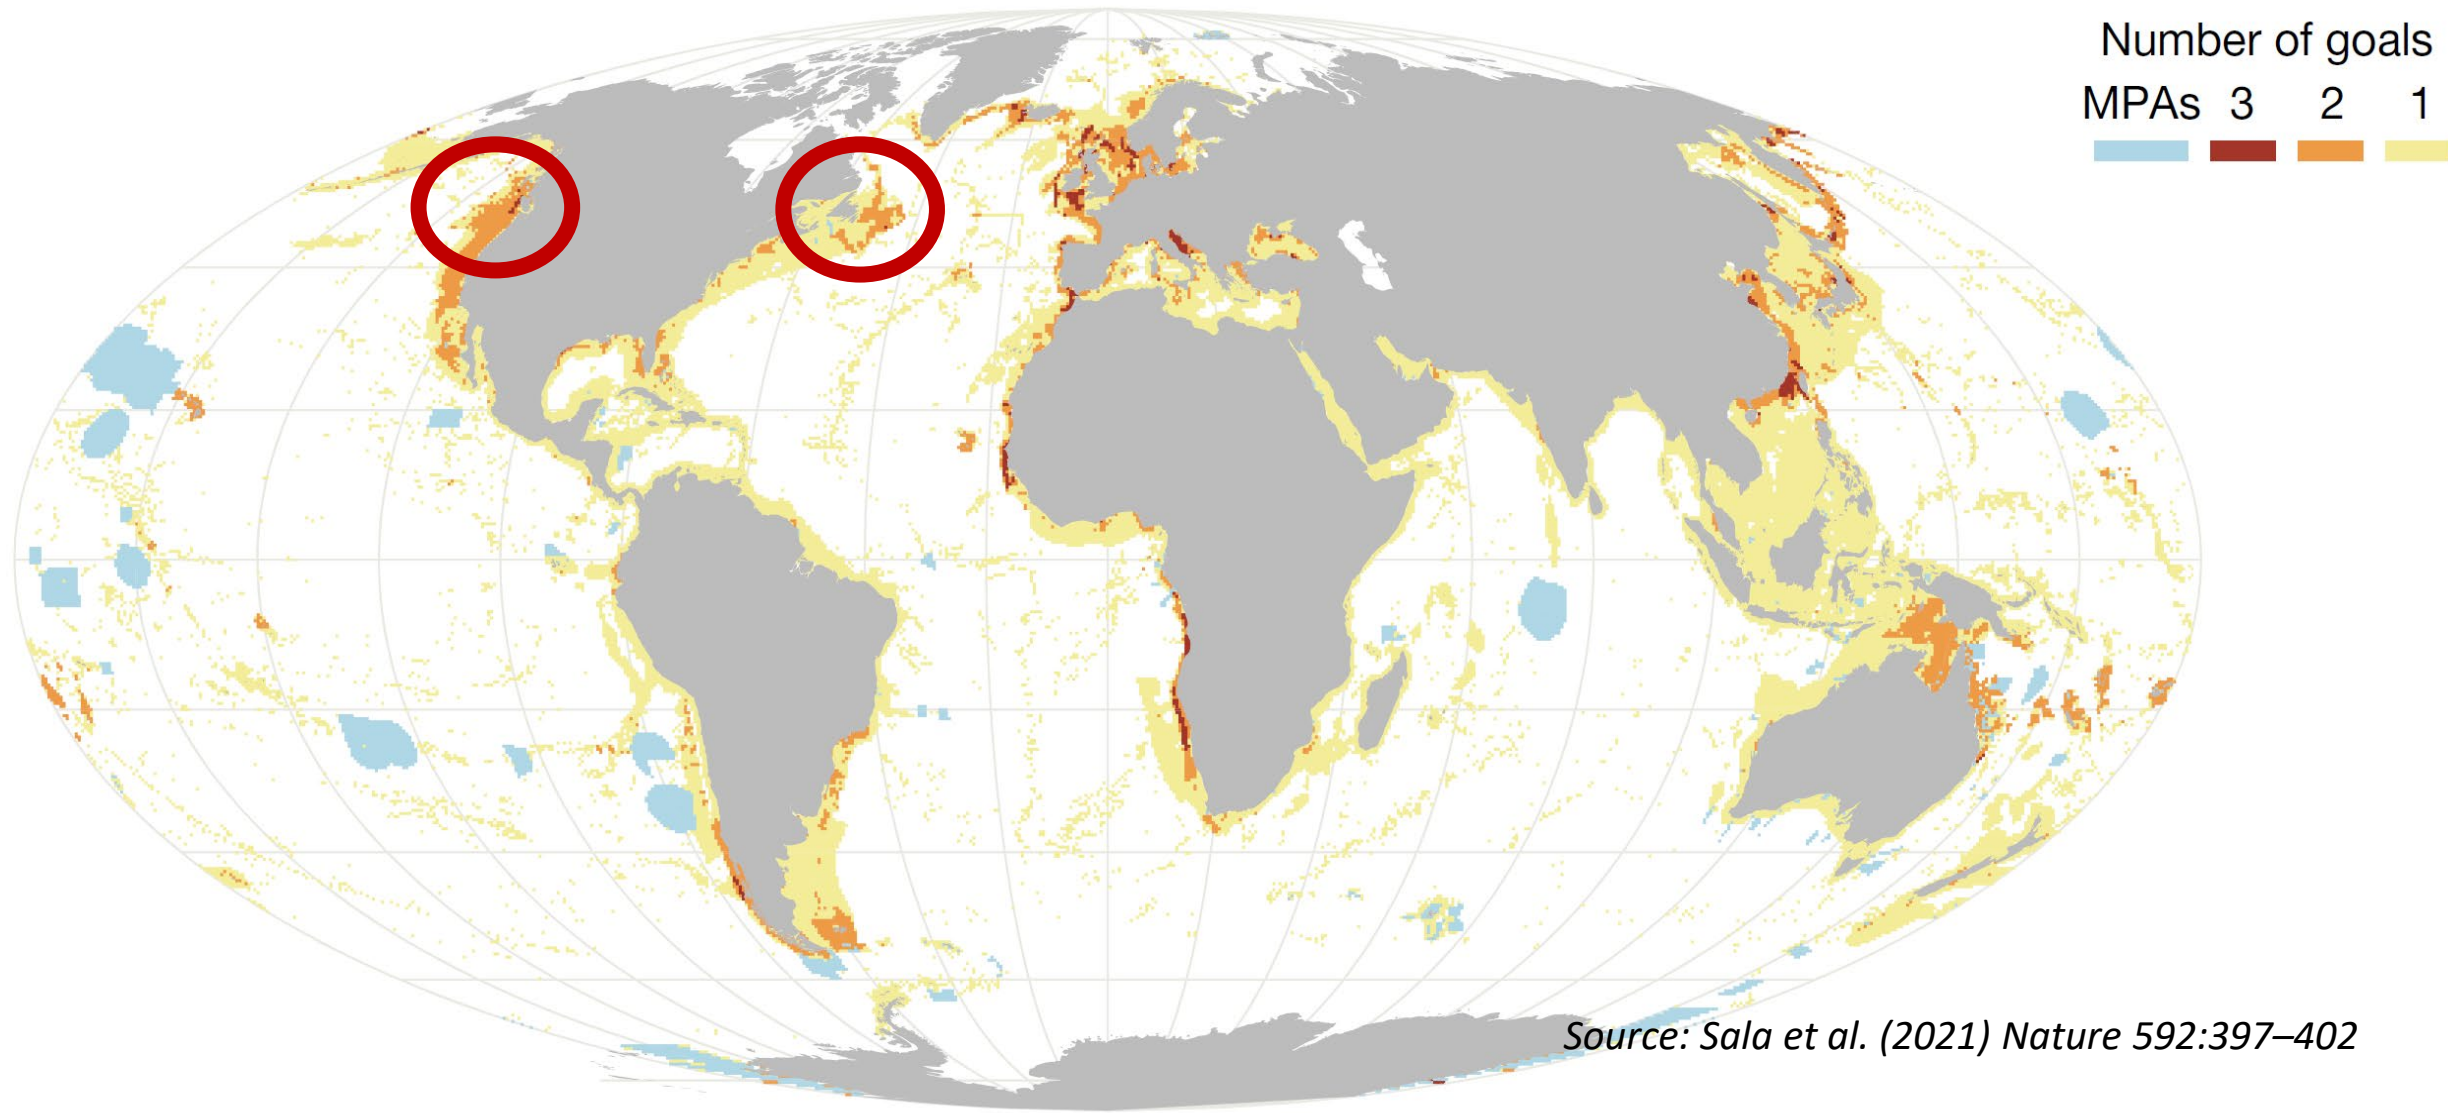 Number of goals
MPAs 3 2 1
Source: Sala et al. (2021) Nature 592:397–402